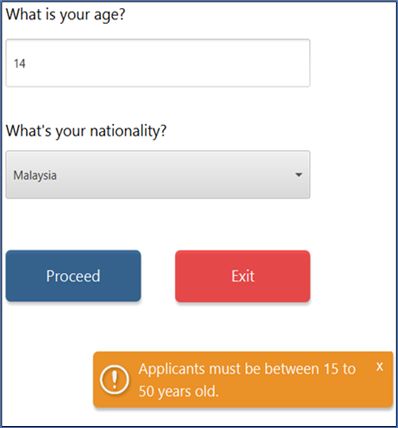 What is your age?
14
What's your nationality?
Malaysia
Proceed
Exit
Applicants must be between 15 to
x
50 years old.